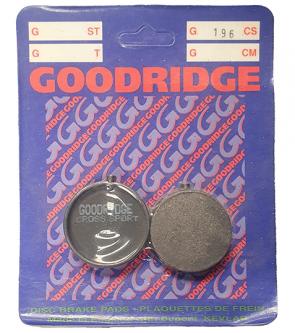 G ST G 196 CS
G T G CM
GOODRIDGE
GOODRIDGE
CROSS SPORT
DISC BRAKE PADS - PLAQUETTES DE FREIN